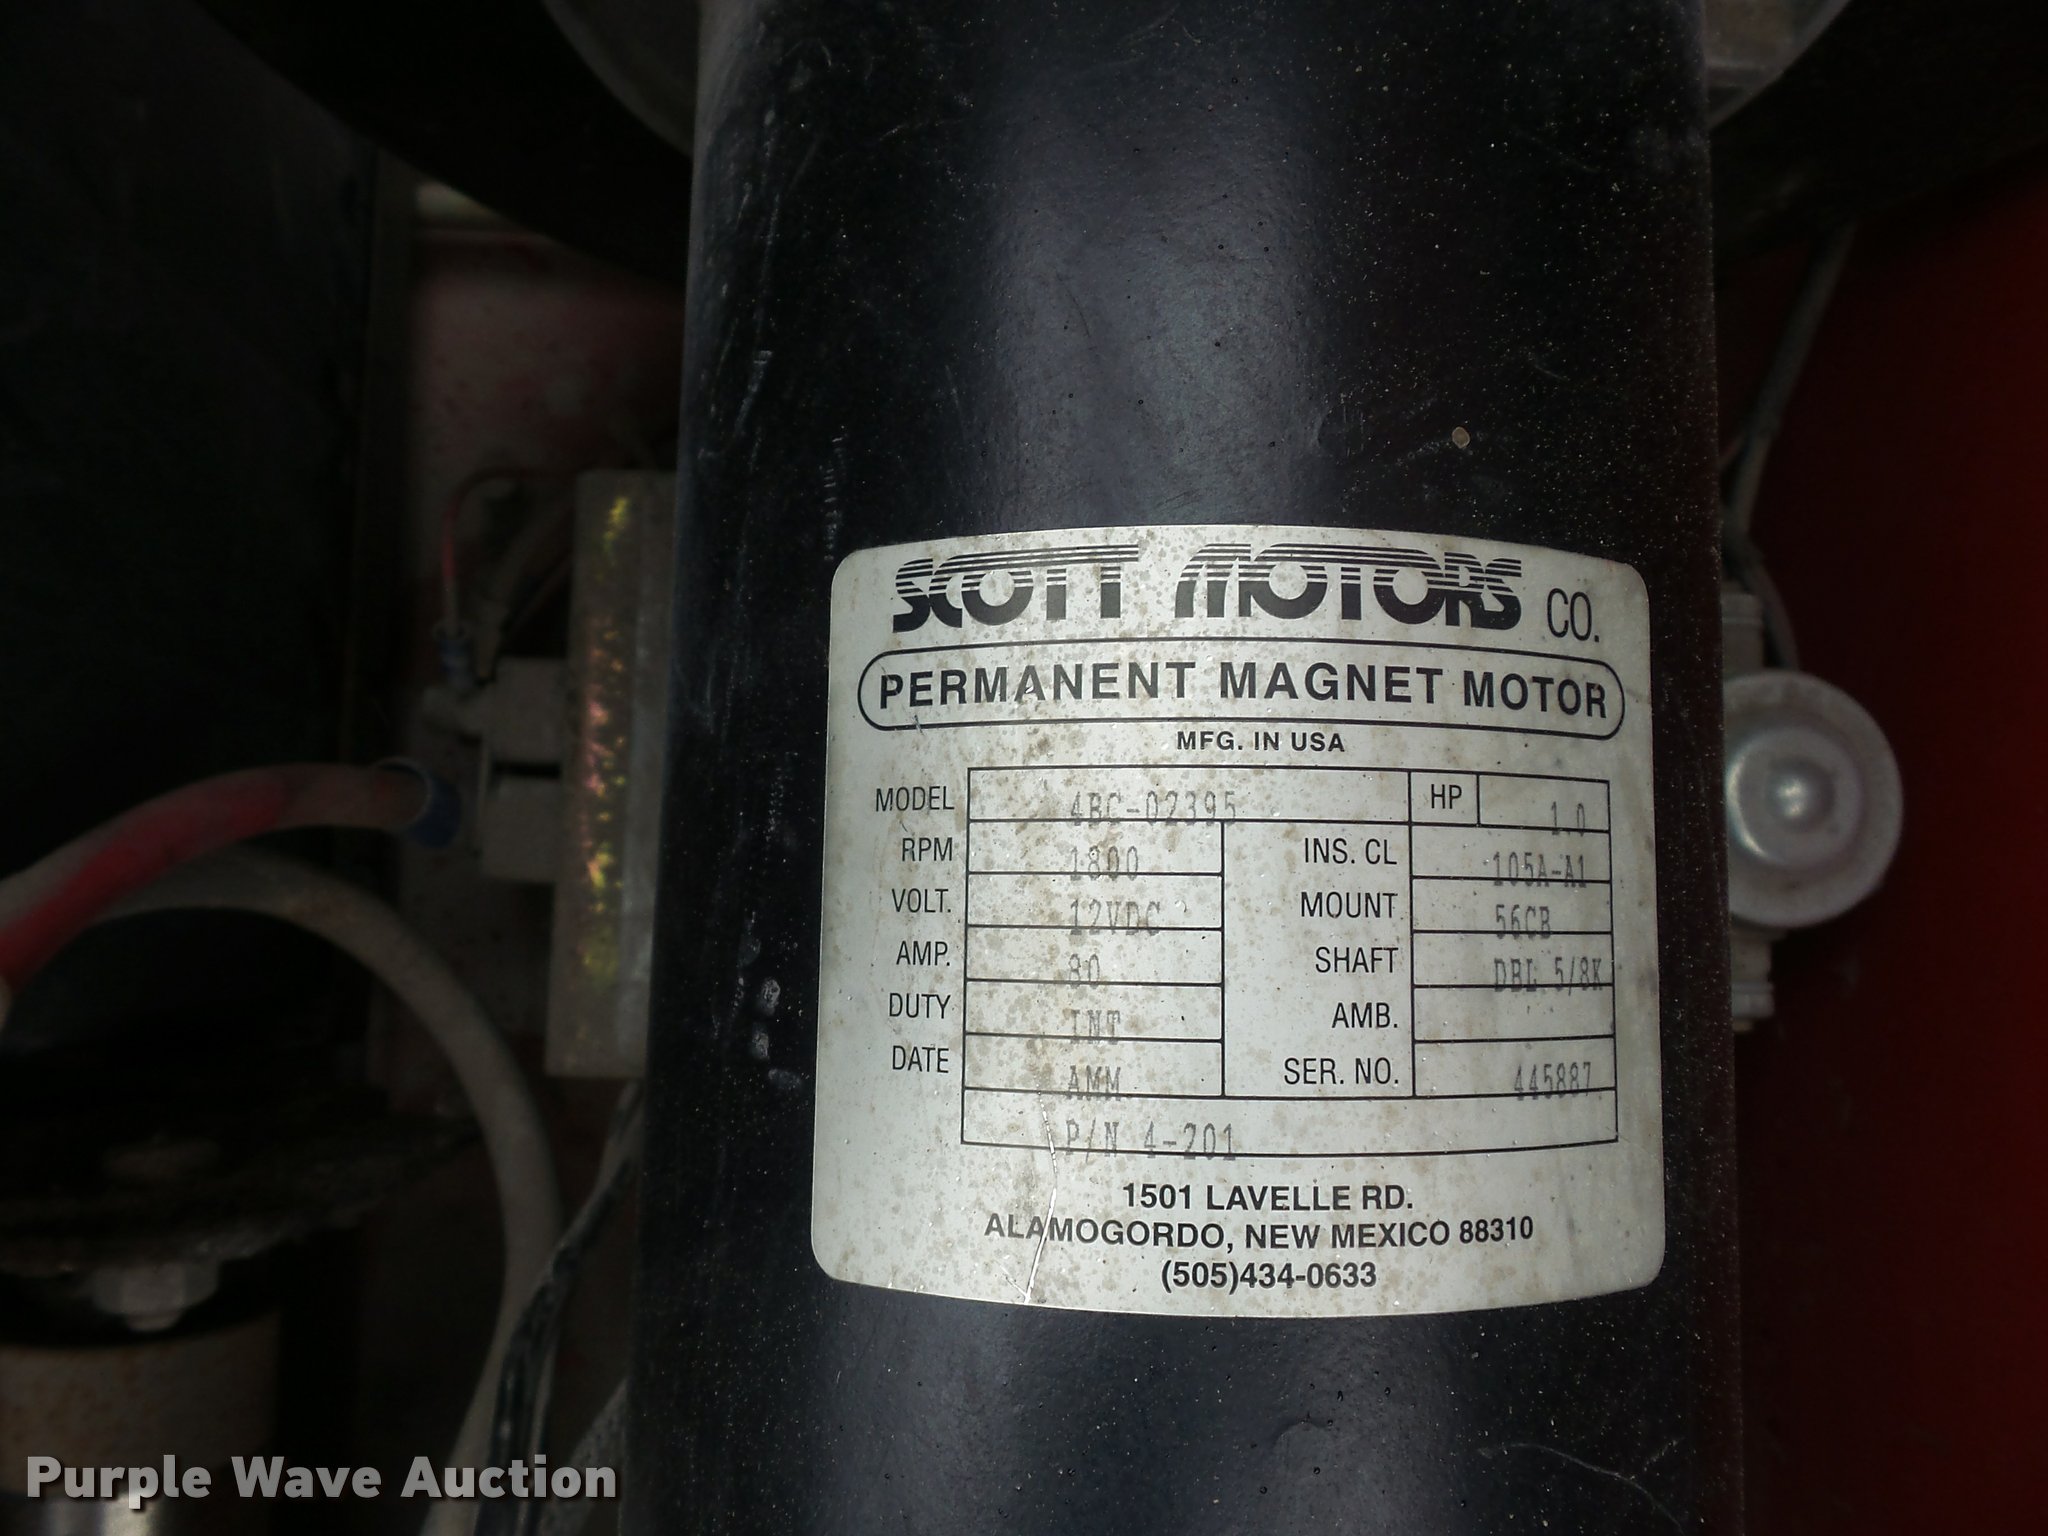 SCOTT MOTORS CO.
PERMANENT MAGNET MOTOR
MFG. IN USA
MODEL 4BC-02395 HP 1.0
RPM 1800 INS. CL 105A-A1
VOLT. 12VDC MOUNT 56CB
AMP. 80 SHAFT DBL 5/8K
DUTY INT AMB.
DATE AMM SER. NO. 445887
P/N 4-201
1501 LAVELLE RD.
ALAMOGORDO, NEW MEXICO 88310
(505)434-0633
Purple Wave Auction